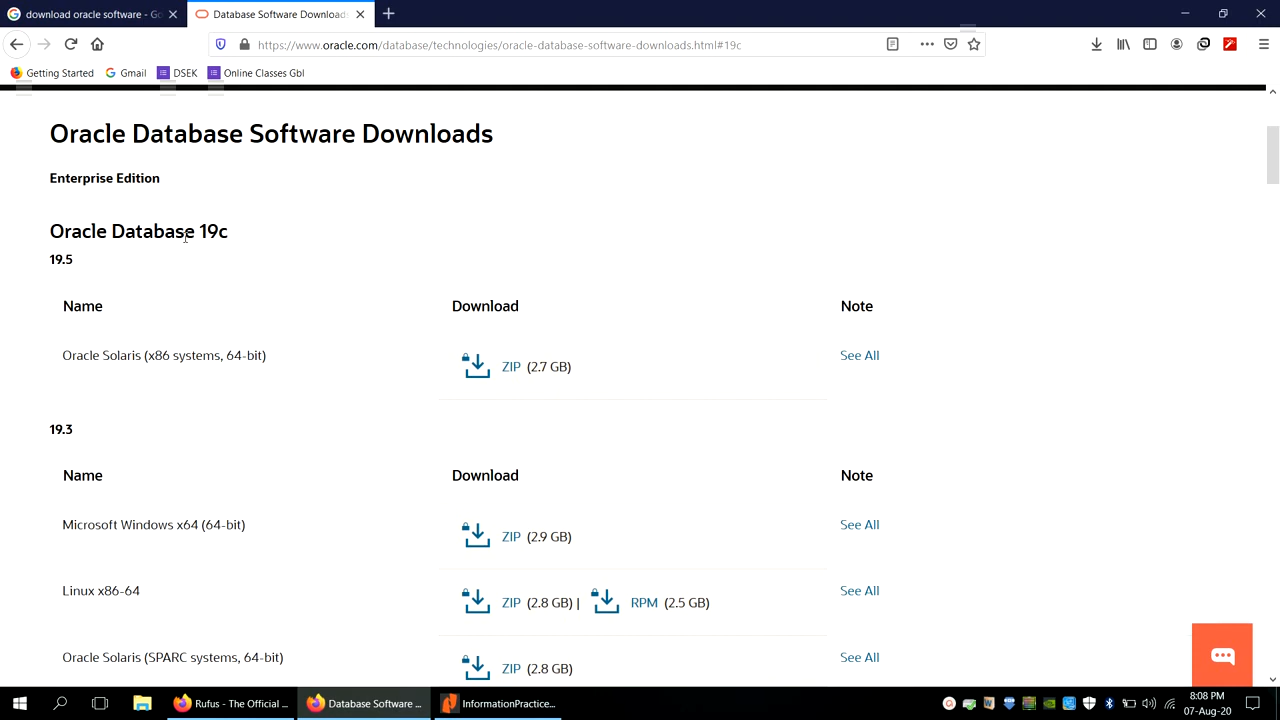 download oracle software - Go
Database Software Downloads
https://www.oracle.com/database/technologies/oracle-database-software-downloads.html#19c
Getting Started
Gmail
DSEK
Online Classes Gbl
Oracle Database Software Downloads
Enterprise Edition
Oracle Database 19c
19.5
Name Download Note
Oracle Solaris (x86 systems, 64-bit) ZIP (2.7 GB) See All
19.3
Name Download Note
Microsoft Windows x64 (64-bit) ZIP (2.9 GB) See All
Linux x86-64 ZIP (2.8 GB) | RPM (2.5 GB) See All
Oracle Solaris (SPARC systems, 64-bit) ZIP (2.8 GB) See All
Rufus - The Official ...
Database Software ...
InformationPractice...
8:08 PM
07-Aug-20